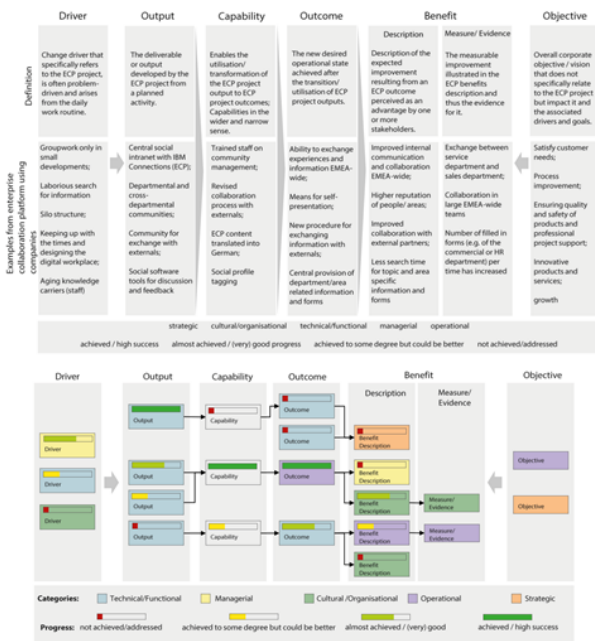 Driver
Output
Capability
Outcome
Benefit
Objective
Description
Measure/ Evidence
Definition
Change driver that
specifically refers
to the ECP project,
is often problem-
driven and arises
from the daily
work routine.
The deliverable
or output
developed by the
ECP project from
a planned
activity.
Enables the
utilisation/
transformation of
the ECP project
output to ECP
project outcomes;
Capabilities in the
wider and narrow
sense.
The new desired
operational state
achieved after
the transition/
utilisation of
ECP project outputs.
Description of the
expected
improvement
resulting from an
ECP outcome
perceived as an
advantage by one
or more
stakeholders.
The measurable
improvement
illustrated in the
ECP benefits
description and
thus the evidence
for it.
Overall corporate
objective / vision
that does not
specifically relate
to the ECP project
but impact it and
the associated
drivers and goals.
Examples from enterprise
collaboration platform using
companies
Groupwork only in
small
developments;
Laborious search
for information
Silo structure;
Keeping up with
the times and
designing the
digital workplace;
Aging knowledge
carriers (staff)
Central social
intranet with IBM
Connections (ECP);
Departmental and
cross-
departmental
communities;
Community for
exchange with
externals;
Social software
tools for discussion
and feedback
Trained staff on
community
management;
Revised
collaboration
process with
externals;
ECP content
translated into
German;
Social profile
tagging
Ability to exchange
experiences and
information EMEA-
wide;
Means for self-
presentation;
New procedure for
exchanging
information with
externals;
Central provision of
department/area
related information
and forms
Improved internal
communication
and collaboration
EMEA-wide;
Higher reputation
of people/ areas;
Improved
collaboration with
external partners;
Less search time
for topic and area
specific
information and
forms
Exchange between
service
department and
sales department;
Collaboration in
large EMEA-wide
teams
Number of filled in
forms (e.g. of the
commercial or HR
department) per
time has increased
Satisfy customer
needs;
Process
improvement;
Ensuring quality
and safety of
products and
professional
project support;
Innovative
products and
services;
growth
strategic cultural/organisational technical/functional managerial operational
achieved / high success almost achieved / (very) good progress achieved to some degree but could be better not achieved/addressed
Driver
Output
Capability
Outcome
Benefit
Objective
Description
Measure/
Evidence
Output
Capability
Outcome
Outcome
Benefit
Description
Driver
Output
Capability
Outcome
Benefit
Description
Objective
Driver
Output
Benefit
Description
Measure/
Evidence
Objective
Driver
Output
Capability
Outcome
Benefit
Description
Measure/
Evidence
Benefit
Description
Categories: Technical/Functional Managerial Cultural /Organisational Operational Strategic
Progress: not achieved/addressed achieved to some degree but could be better almost achieved / (very) good achieved / high success